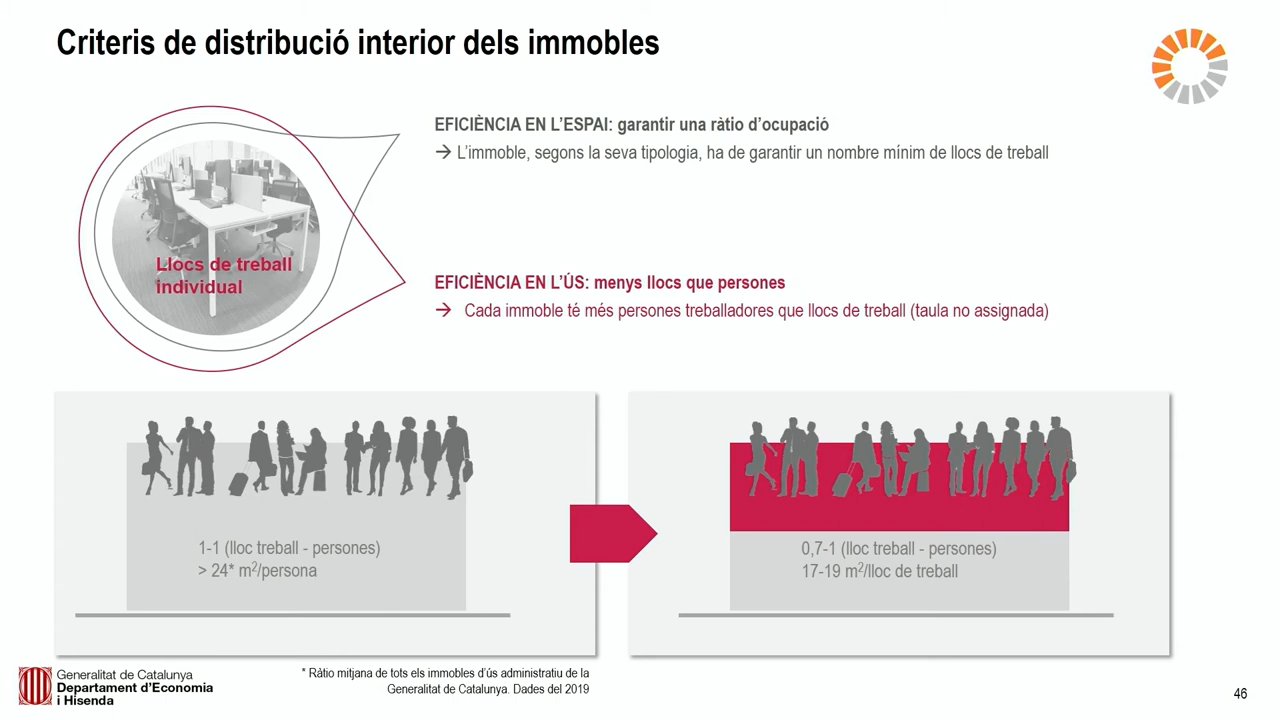 Criteris de distribució interior dels immobles
EFICIÈNCIA EN L'ESPAI: garantir una ràtio d'ocupació
→ L'immoble, segons la seva tipologia, ha de garantir un nombre mínim de llocs de treball
Llocs de treball
individual
EFICIÈNCIA EN L'ÚS: menys llocs que persones
→ Cada immoble té més persones treballadores que llocs de treball (taula no assignada)
1-1 (lloc treball - persones)
> 24* m²/persona
0,7-1 (lloc treball - persones)
17-19 m²/lloc de treball
Generalitat de Catalunya
Departament d'Economia
i Hisenda
* Ràtio mitjana de tots els immobles d'ús administratiu de la
Generalitat de Catalunya. Dades del 2019
46